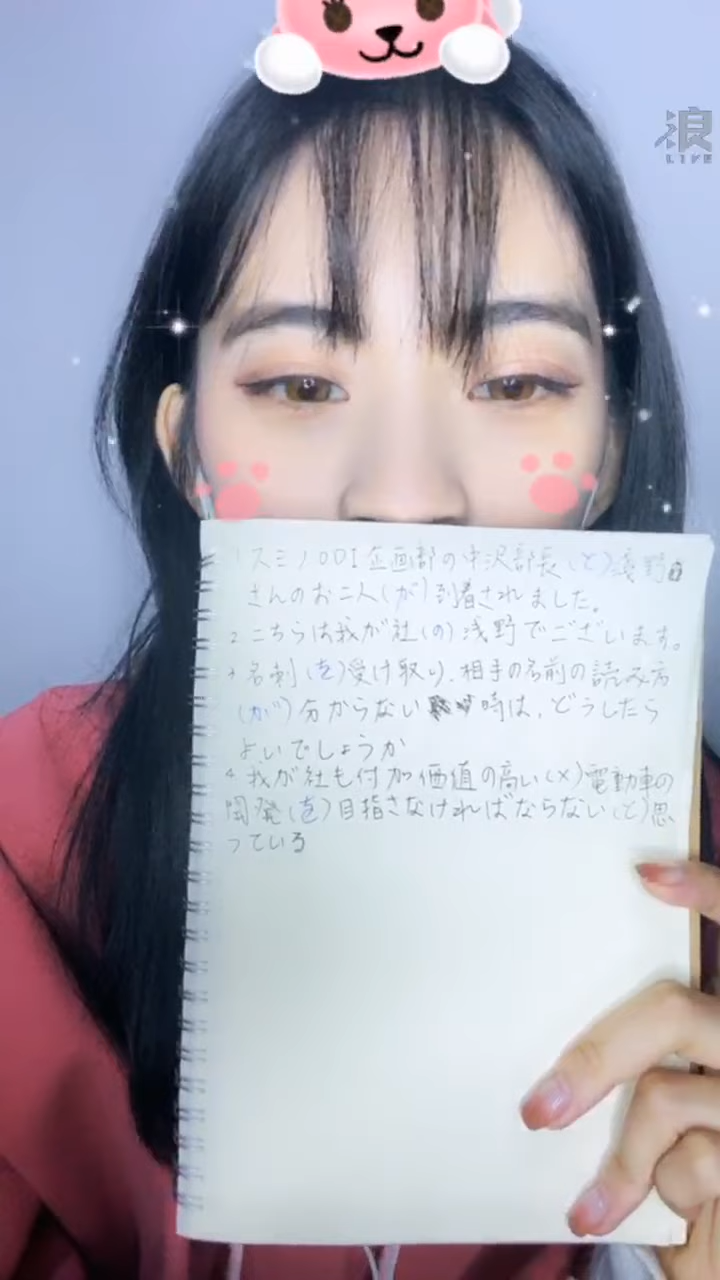 浪
LIVE
1 スミノODI企画部の中沢部長(と)浅野
さんのお二人(が)到着されました。
2 こちらは我が社(の)浅野でございます。
3 名刺(を)受け取り、相手の名前の読み方
(が)分からない 時は、どうしたら
よいでしょうか
4 我が社も付加価値の高い(×)電動車の
開発(を)目指さなければならない(と)思
っている